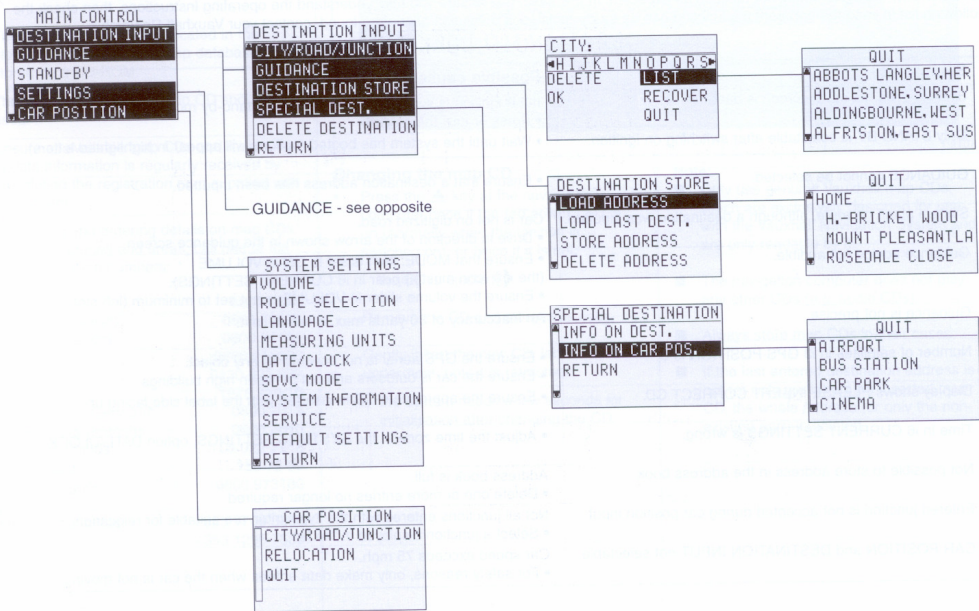 MAIN CONTROL
DESTINATION INPUT
GUIDANCE
STAND-BY
SETTINGS
CAR POSITION
DESTINATION INPUT
CITY/ROAD/JUNCTION
GUIDANCE
DESTINATION STORE
SPECIAL DEST.
DELETE DESTINATION
RETURN
CITY:
HIJKLMNOPQRS
DELETE LIST
OK RECOVER
QUIT
QUIT
ABBOTS LANGLEY.HER
ADDLESTONE.SURREY
ALDINGBOURNE.WEST
ALFRISTON.EAST SUS
GUIDANCE - see opposite
DESTINATION STORE
LOAD ADDRESS
LOAD LAST DEST.
STORE ADDRESS
DELETE ADDRESS
QUIT
HOME
H.-BRICKET WOOD
MOUNT PLEASANTLA
ROSEDALE CLOSE
SYSTEM SETTINGS
VOLUME
ROUTE SELECTION
LANGUAGE
MEASURING UNITS
DATE/CLOCK
SDVC MODE
SYSTEM INFORMATION
SERVICE
DEFAULT SETTINGS
RETURN
SPECIAL DESTINATION
INFO ON DEST.
INFO ON CAR POS.
RETURN
QUIT
AIRPORT
BUS STATION
CAR PARK
CINEMA
CAR POSITION
CITY/ROAD/JUNCTION
RELOCATION
QUIT